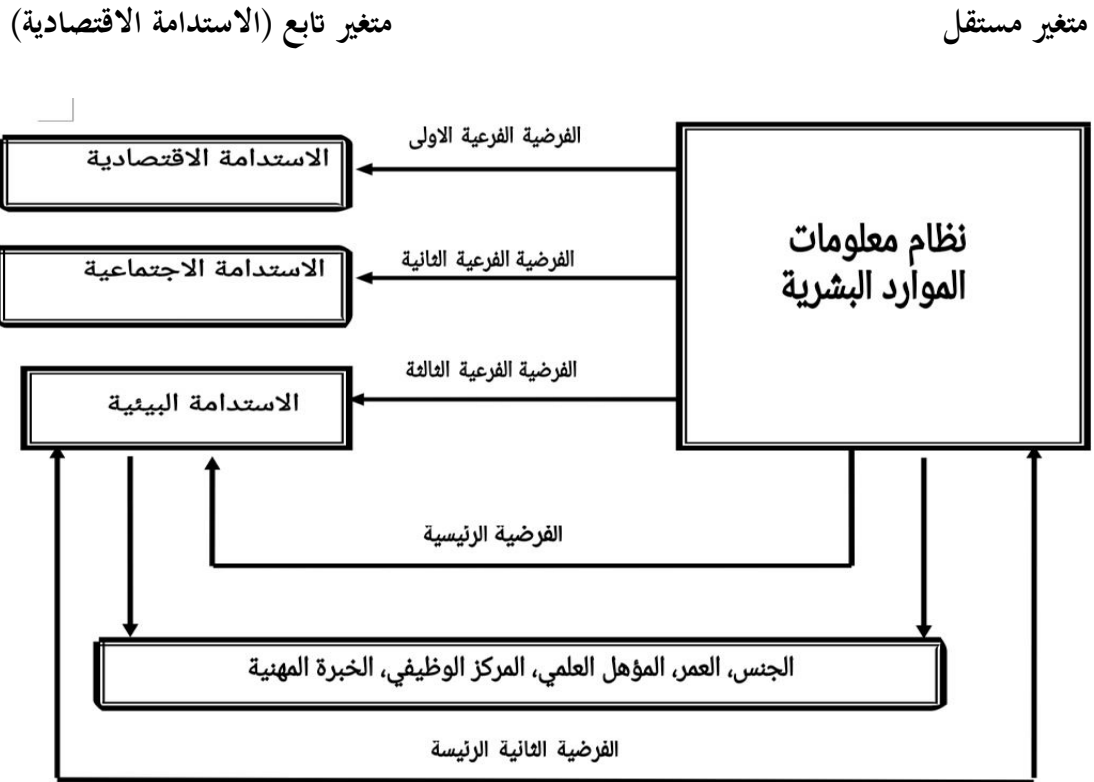 متغير مستقل
متغير تابع (الاستدامة الاقتصادية)
الفرضية الفرعية الاولى
الاستدامة الاقتصادية
نظام معلومات
الموارد البشرية
الفرضية الفرعية الثانية
الاستدامة الاجتماعية
الفرضية الفرعية الثالثة
الاستدامة البيئية
الفرضية الرئيسية
الجنس، العمر، المؤهل العلمي، المركز الوظيفي، الخبرة المهنية
الفرضية الثانية الرئيسة